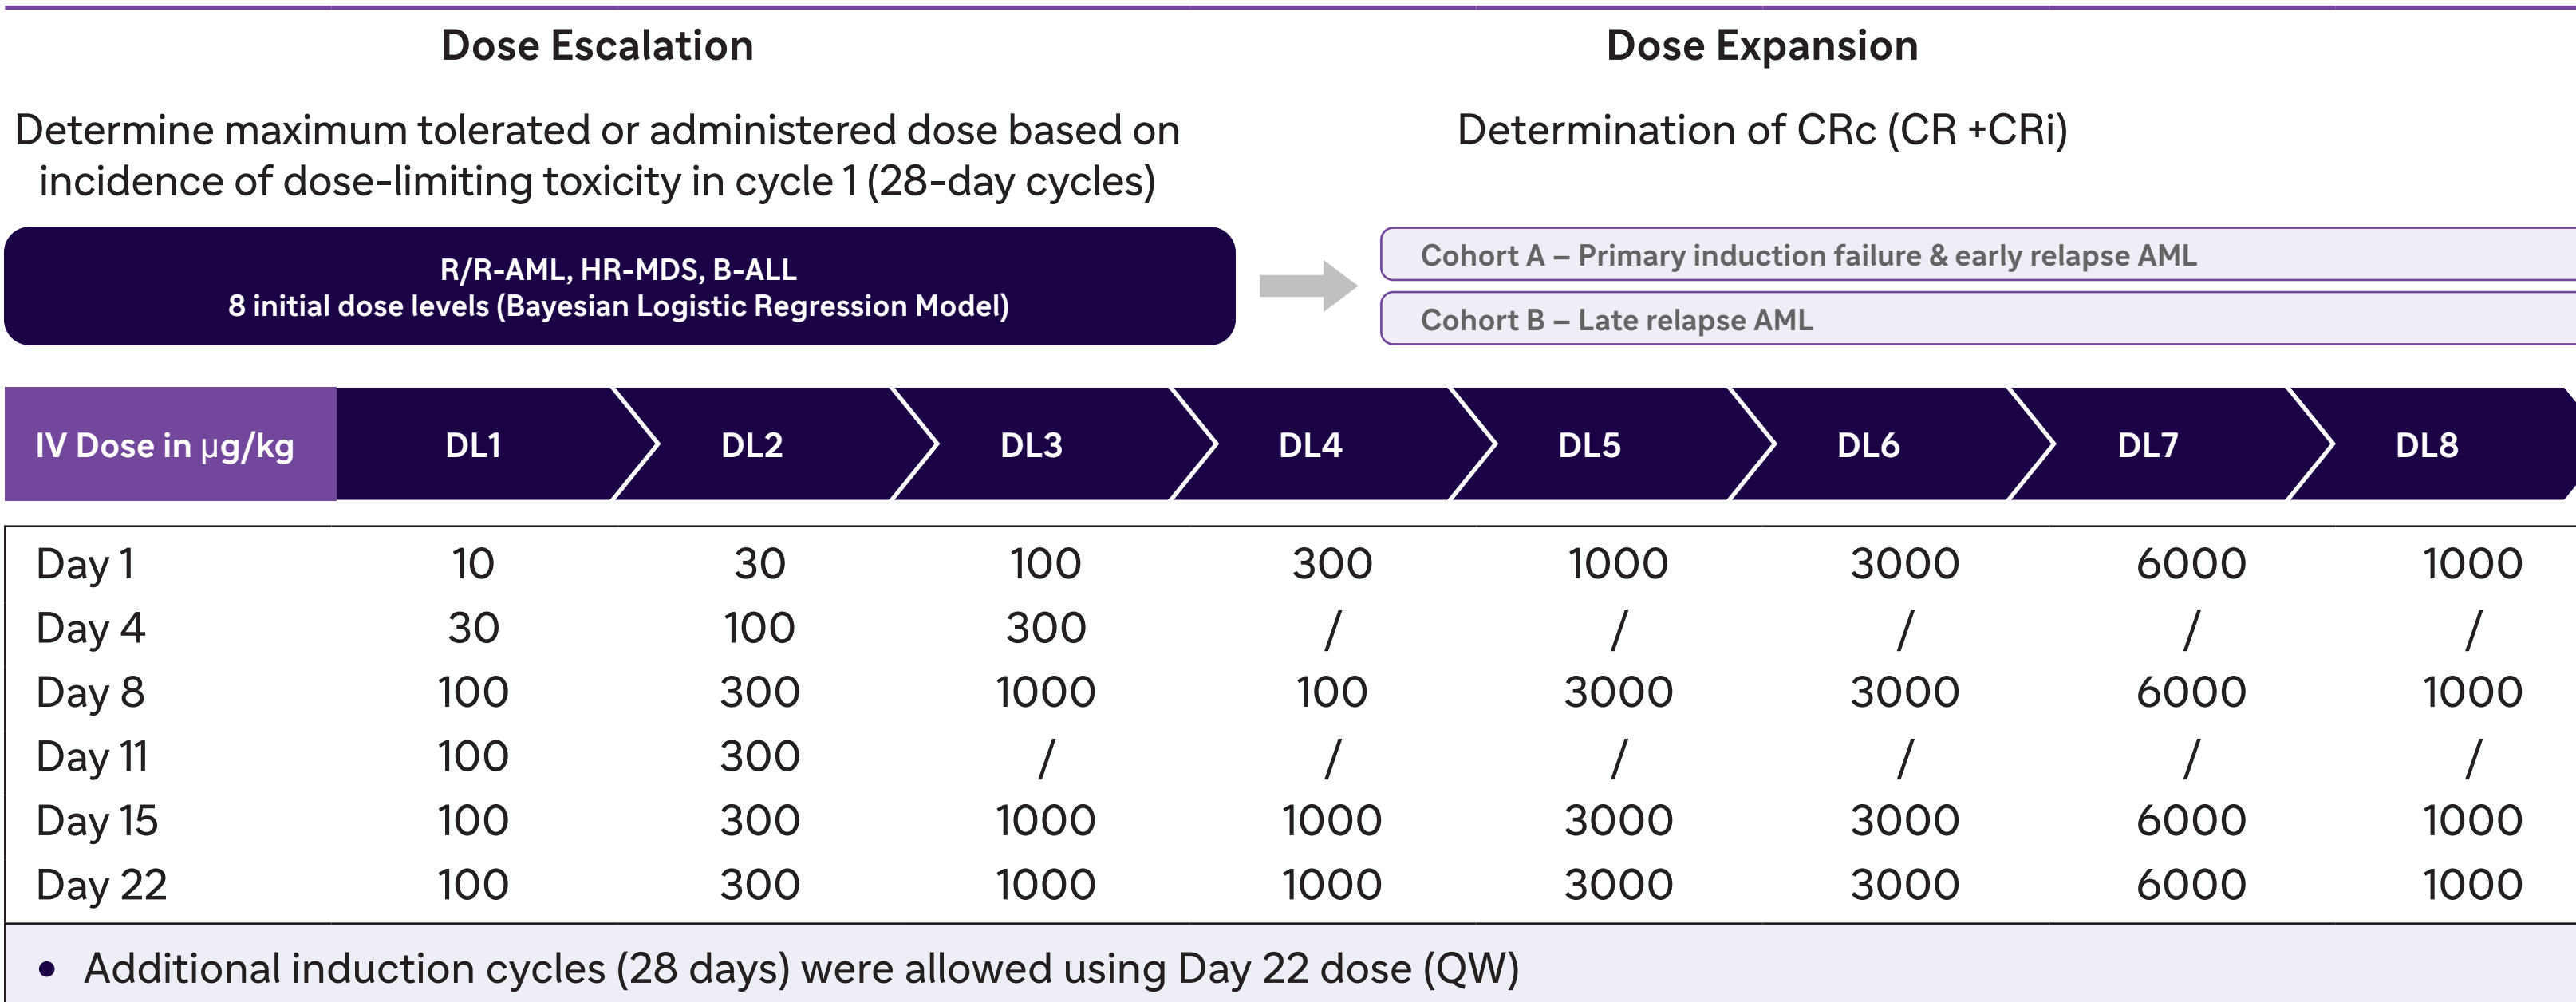 Dose Escalation
Dose Expansion
Determine maximum tolerated or administered dose based on
incidence of dose-limiting toxicity in cycle 1 (28-day cycles)
Determination of CRc (CR +CRi)
R/R-AML, HR-MDS, B-ALL
8 initial dose levels (Bayesian Logistic Regression Model)
Cohort A – Primary induction failure & early relapse AML
Cohort B – Late relapse AML
IV Dose in µg/kg DL1 DL2 DL3 DL4 DL5 DL6 DL7 DL8
Day 1 10 30 100 300 1000 3000 6000 1000
Day 4 30 100 300 / / / / /
Day 8 100 300 1000 100 3000 3000 6000 1000
Day 11 100 300 / / / / / /
Day 15 100 300 1000 1000 3000 3000 6000 1000
Day 22 100 300 1000 1000 3000 3000 6000 1000
• Additional induction cycles (28 days) were allowed using Day 22 dose (QW)